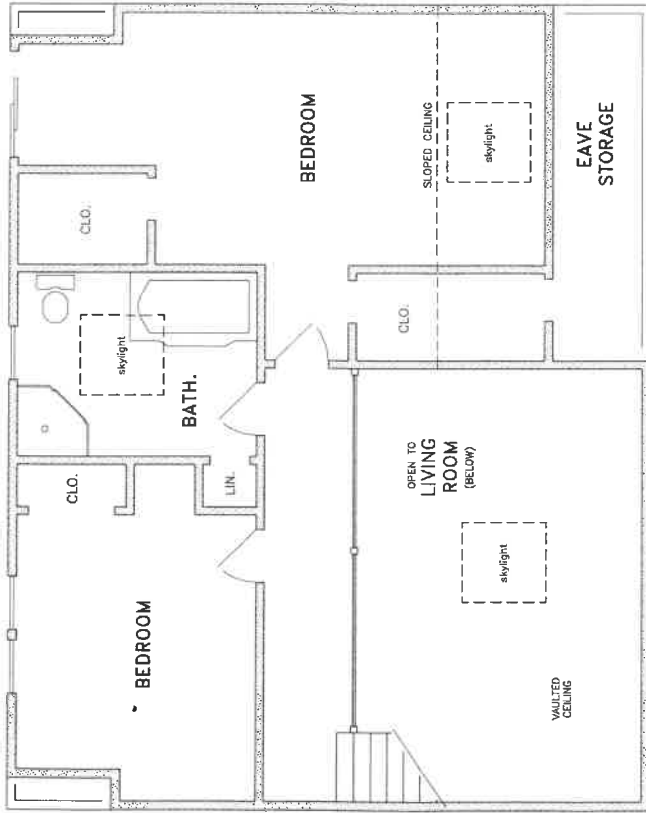 CLO.
CLO.
skylight
BEDROOM
BATH.
LIN.
BEDROOM
CLO.
OPEN TO
LIVING
ROOM
(BELOW)
SLOPED CEILING
skylight
skylight
VAULTED
CEILING
EAVE
STORAGE